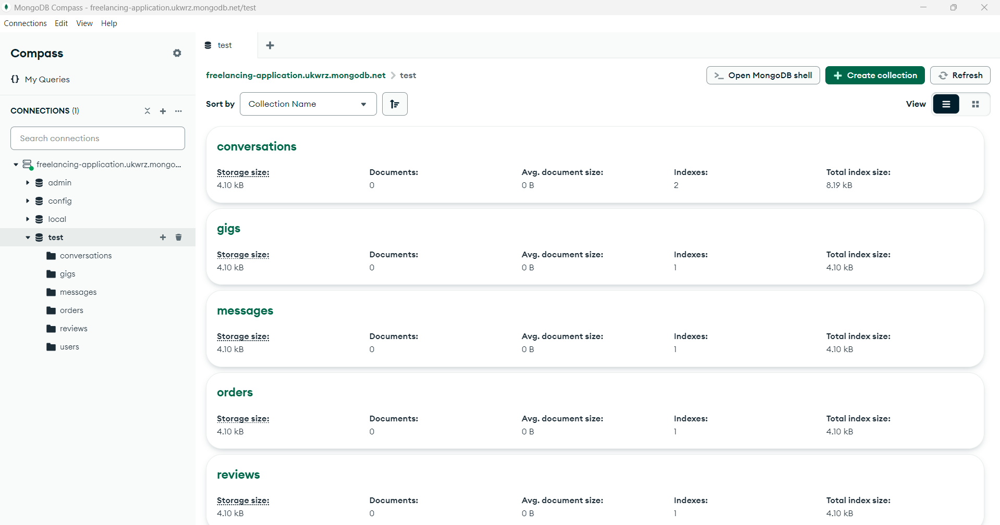 MongoDB Compass - freelancing-application.ukwrz.mongodb.net/test
Connections Edit View Help
Compass
{} My Queries
CONNECTIONS (1)
Search connections
freelancing-application.ukwrz.mongo...
admin
config
local
test
conversations
gigs
messages
orders
reviews
users
test
freelancing-application.ukwrz.mongodb.net > test
>_ Open MongoDB shell
+ Create collection
Refresh
Sort by Collection Name
View
conversations
Storage size: Documents: Avg. document size: Indexes: Total index size:
4.10 kB 0 0 B 2 8.19 kB
gigs
Storage size: Documents: Avg. document size: Indexes: Total index size:
4.10 kB 0 0 B 1 4.10 kB
messages
Storage size: Documents: Avg. document size: Indexes: Total index size:
4.10 kB 0 0 B 1 4.10 kB
orders
Storage size: Documents: Avg. document size: Indexes: Total index size:
4.10 kB 0 0 B 1 4.10 kB
reviews
Storage size: Documents: Avg. document size: Indexes: Total index size:
4.10 kB 0 0 B 1 4.10 kB